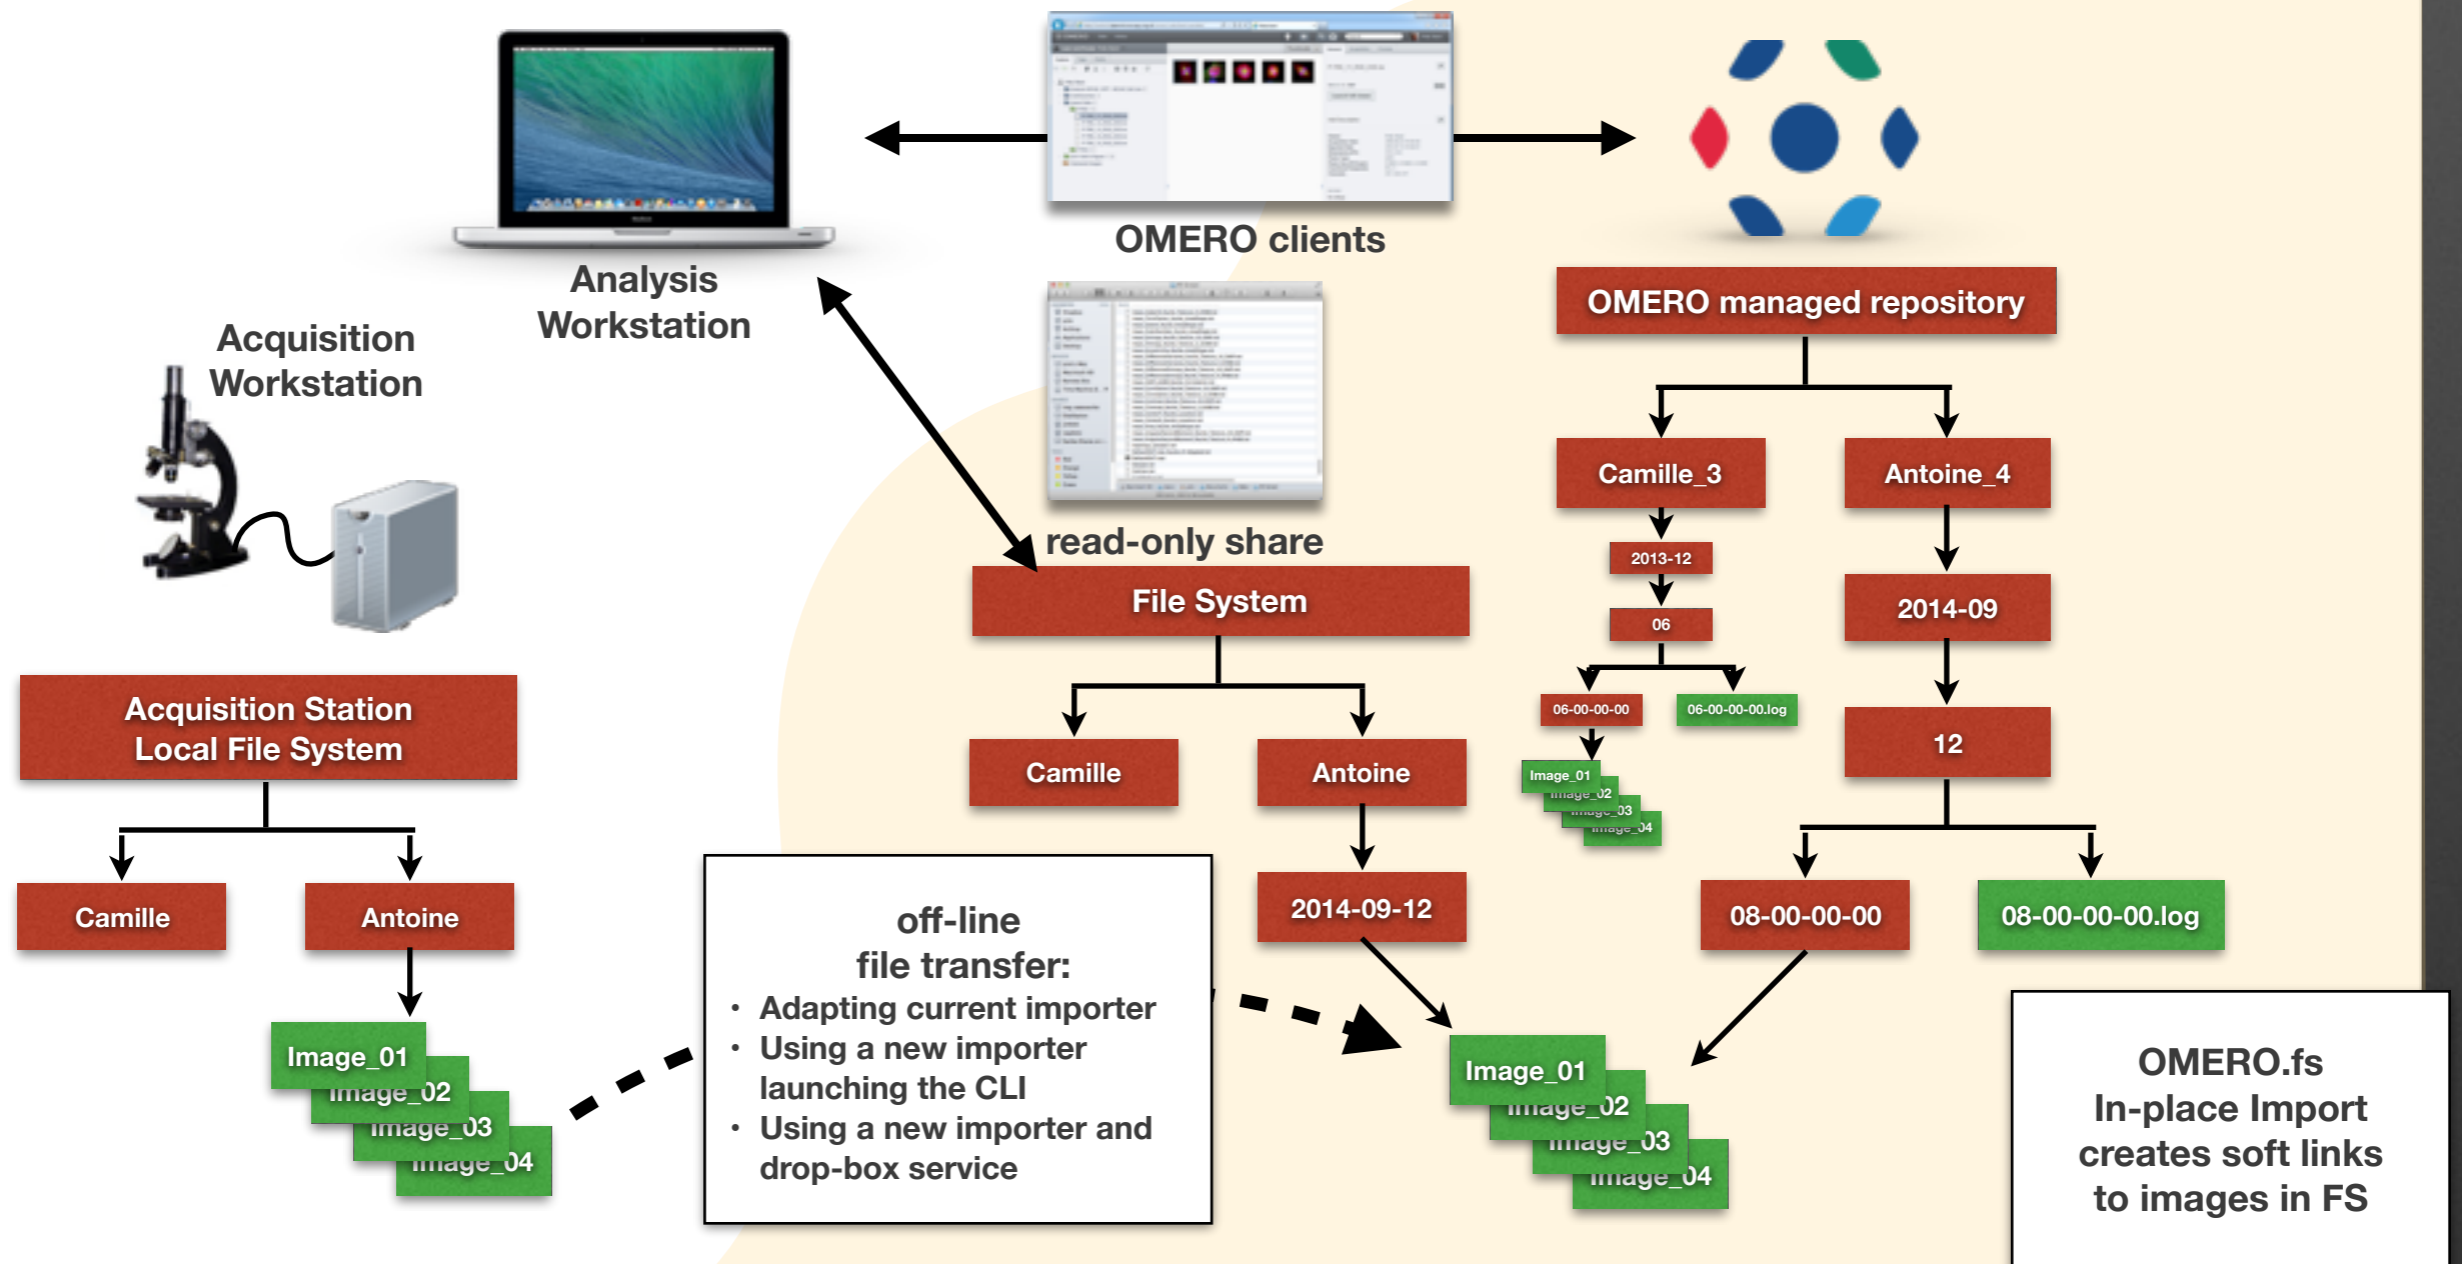 OMERO clients
Analysis
Workstation
Acquisition
Workstation
read-only share
OMERO managed repository
Camille_3
Antoine_4
2013-12
2014-09
06
12
06-00-00-00
06-00-00-00.log
Image_01
Image_02
Image_03
Image_04
08-00-00-00
08-00-00-00.log
File System
Camille
Antoine
2014-09-12
Image_01
Image_02
Image_03
Image_04
Acquisition Station
Local File System
Camille
Antoine
Image_01
Image_02
Image_03
Image_04
off-line
file transfer:
• Adapting current importer
• Using a new importer
launching the CLI
• Using a new importer and
drop-box service
OMERO.fs
In-place Import
creates soft links
to images in FS